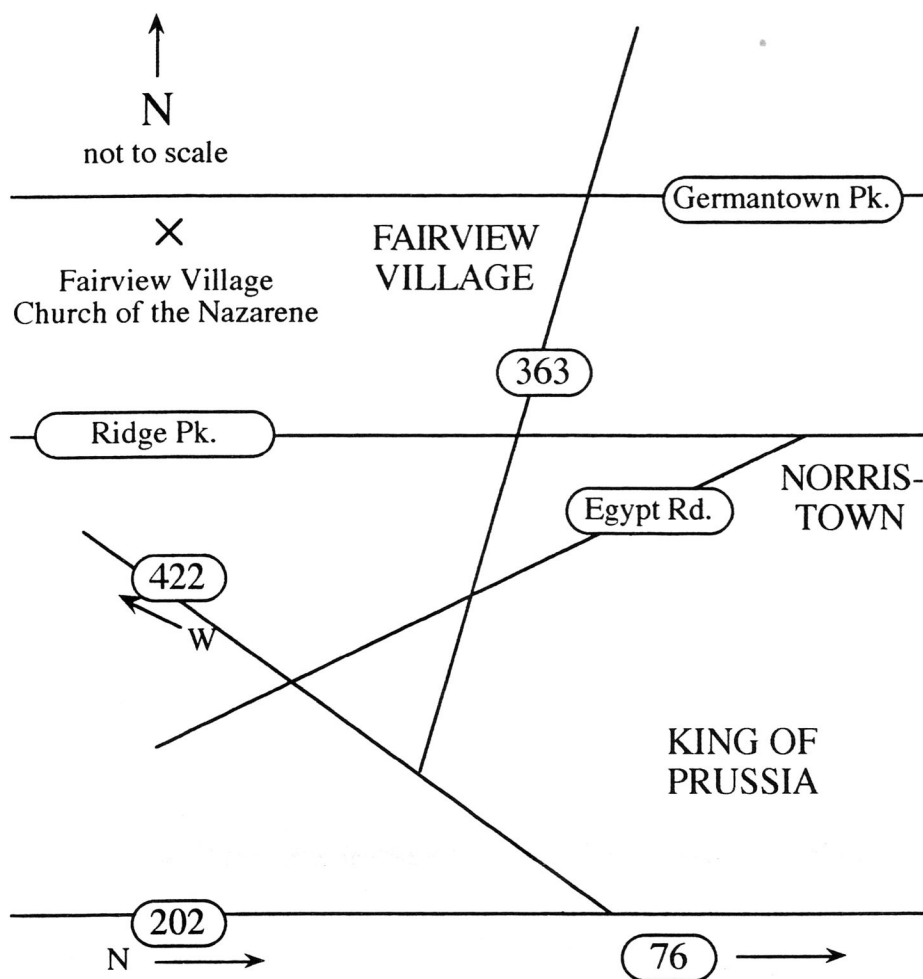 N
not to scale
Germantown Pk.
FAIRVIEW
VILLAGE
Fairview Village
Church of the Nazarene
363
Ridge Pk.
NORRIS-
TOWN
Egypt Rd.
422
W
KING OF
PRUSSIA
202
N
76